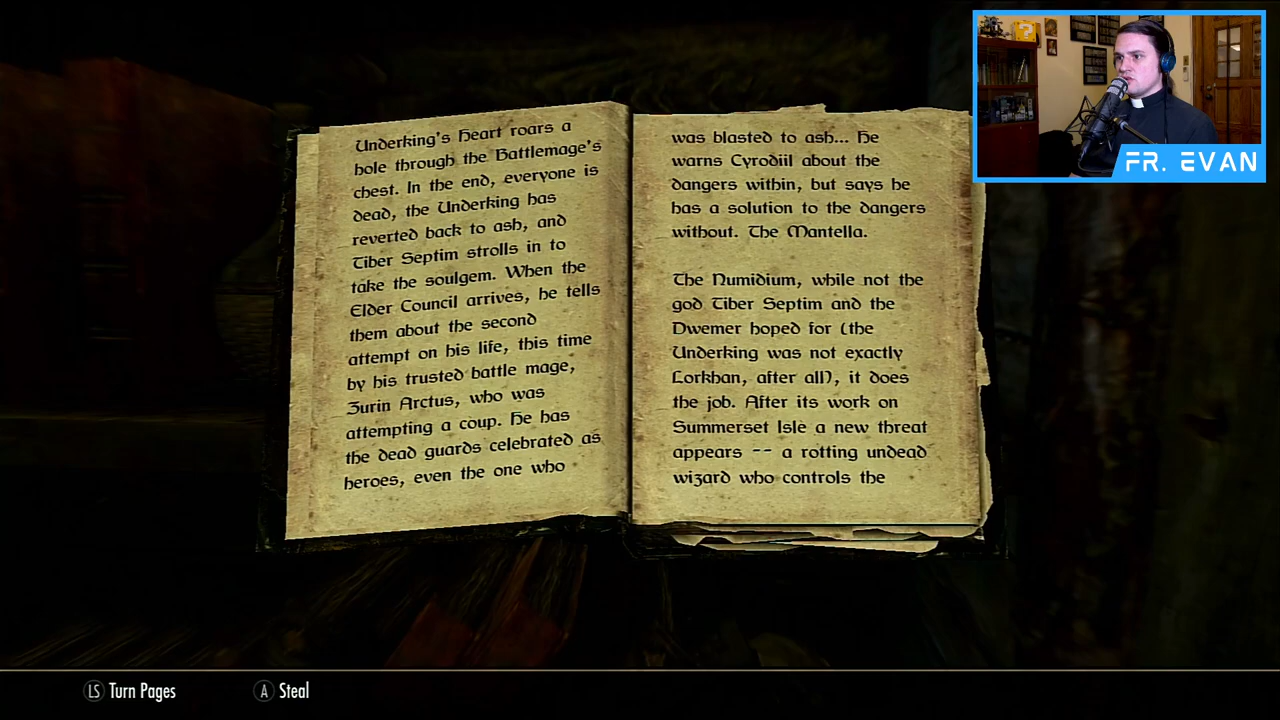 Underking's Heart roars a
hole through the Battlemage's
chest. In the end, everyone is
dead, the Underking has
reverted back to ash, and
Tiber Septim strolls in to
take the soulgem. When the
Elder Council arrives, he tells
them about the second
attempt on his life, this time
by his trusted battle mage,
Zurin Arctus, who was
attempting a coup. He has
the dead guards celebrated as
heroes, even the one who
was blasted to ash... He
warns Cyrodiil about the
dangers within, but says he
has a solution to the dangers
without. The Mantella.
The Numidium, while not the
god Tiber Septim and the
Dwemer hoped for (the
Underking was not exactly
Lorkhan, after all), it does
the job. After its work on
Summerset Isle a new threat
appears -- a rotting undead
wizard who controls the
FR. EVAN
LS Turn Pages
A Steal